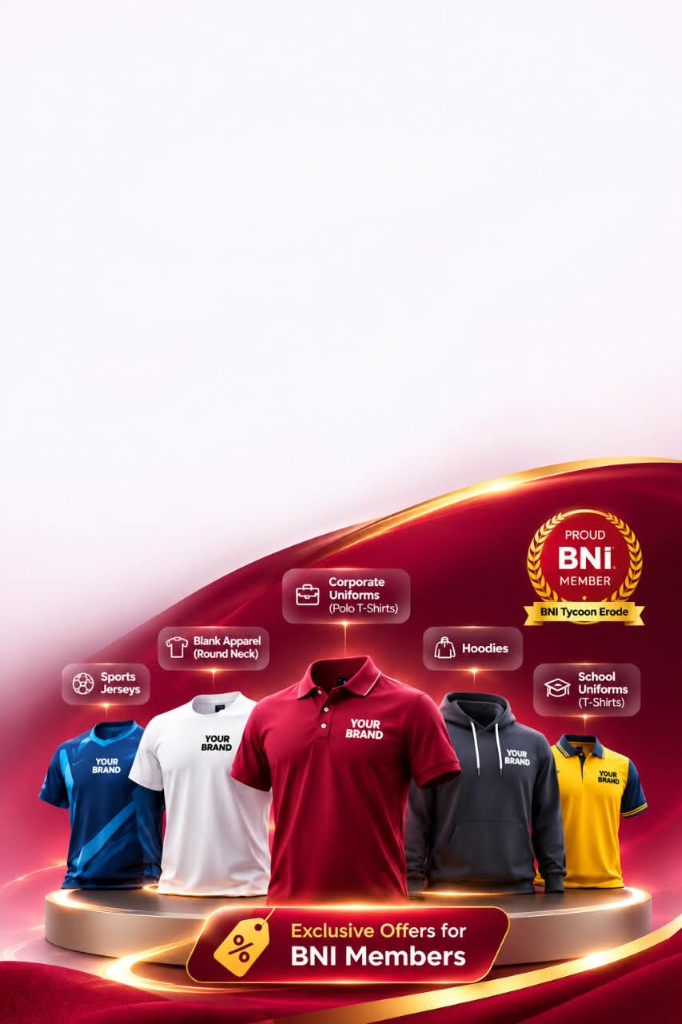 PROUD
BNI
MEMBER
BNI Tycoon Erode
Corporate
Uniforms
(Polo T-Shirts)
Blank Apparel
(Round Neck)
Hoodies
Sports
Jerseys
School
Uniforms
(T-Shirts)
YOUR
BRAND
YOUR
BRAND
YOUR
BRAND
YOUR
BRAND
YOUR
BRAND
Exclusive Offers for
BNI Members